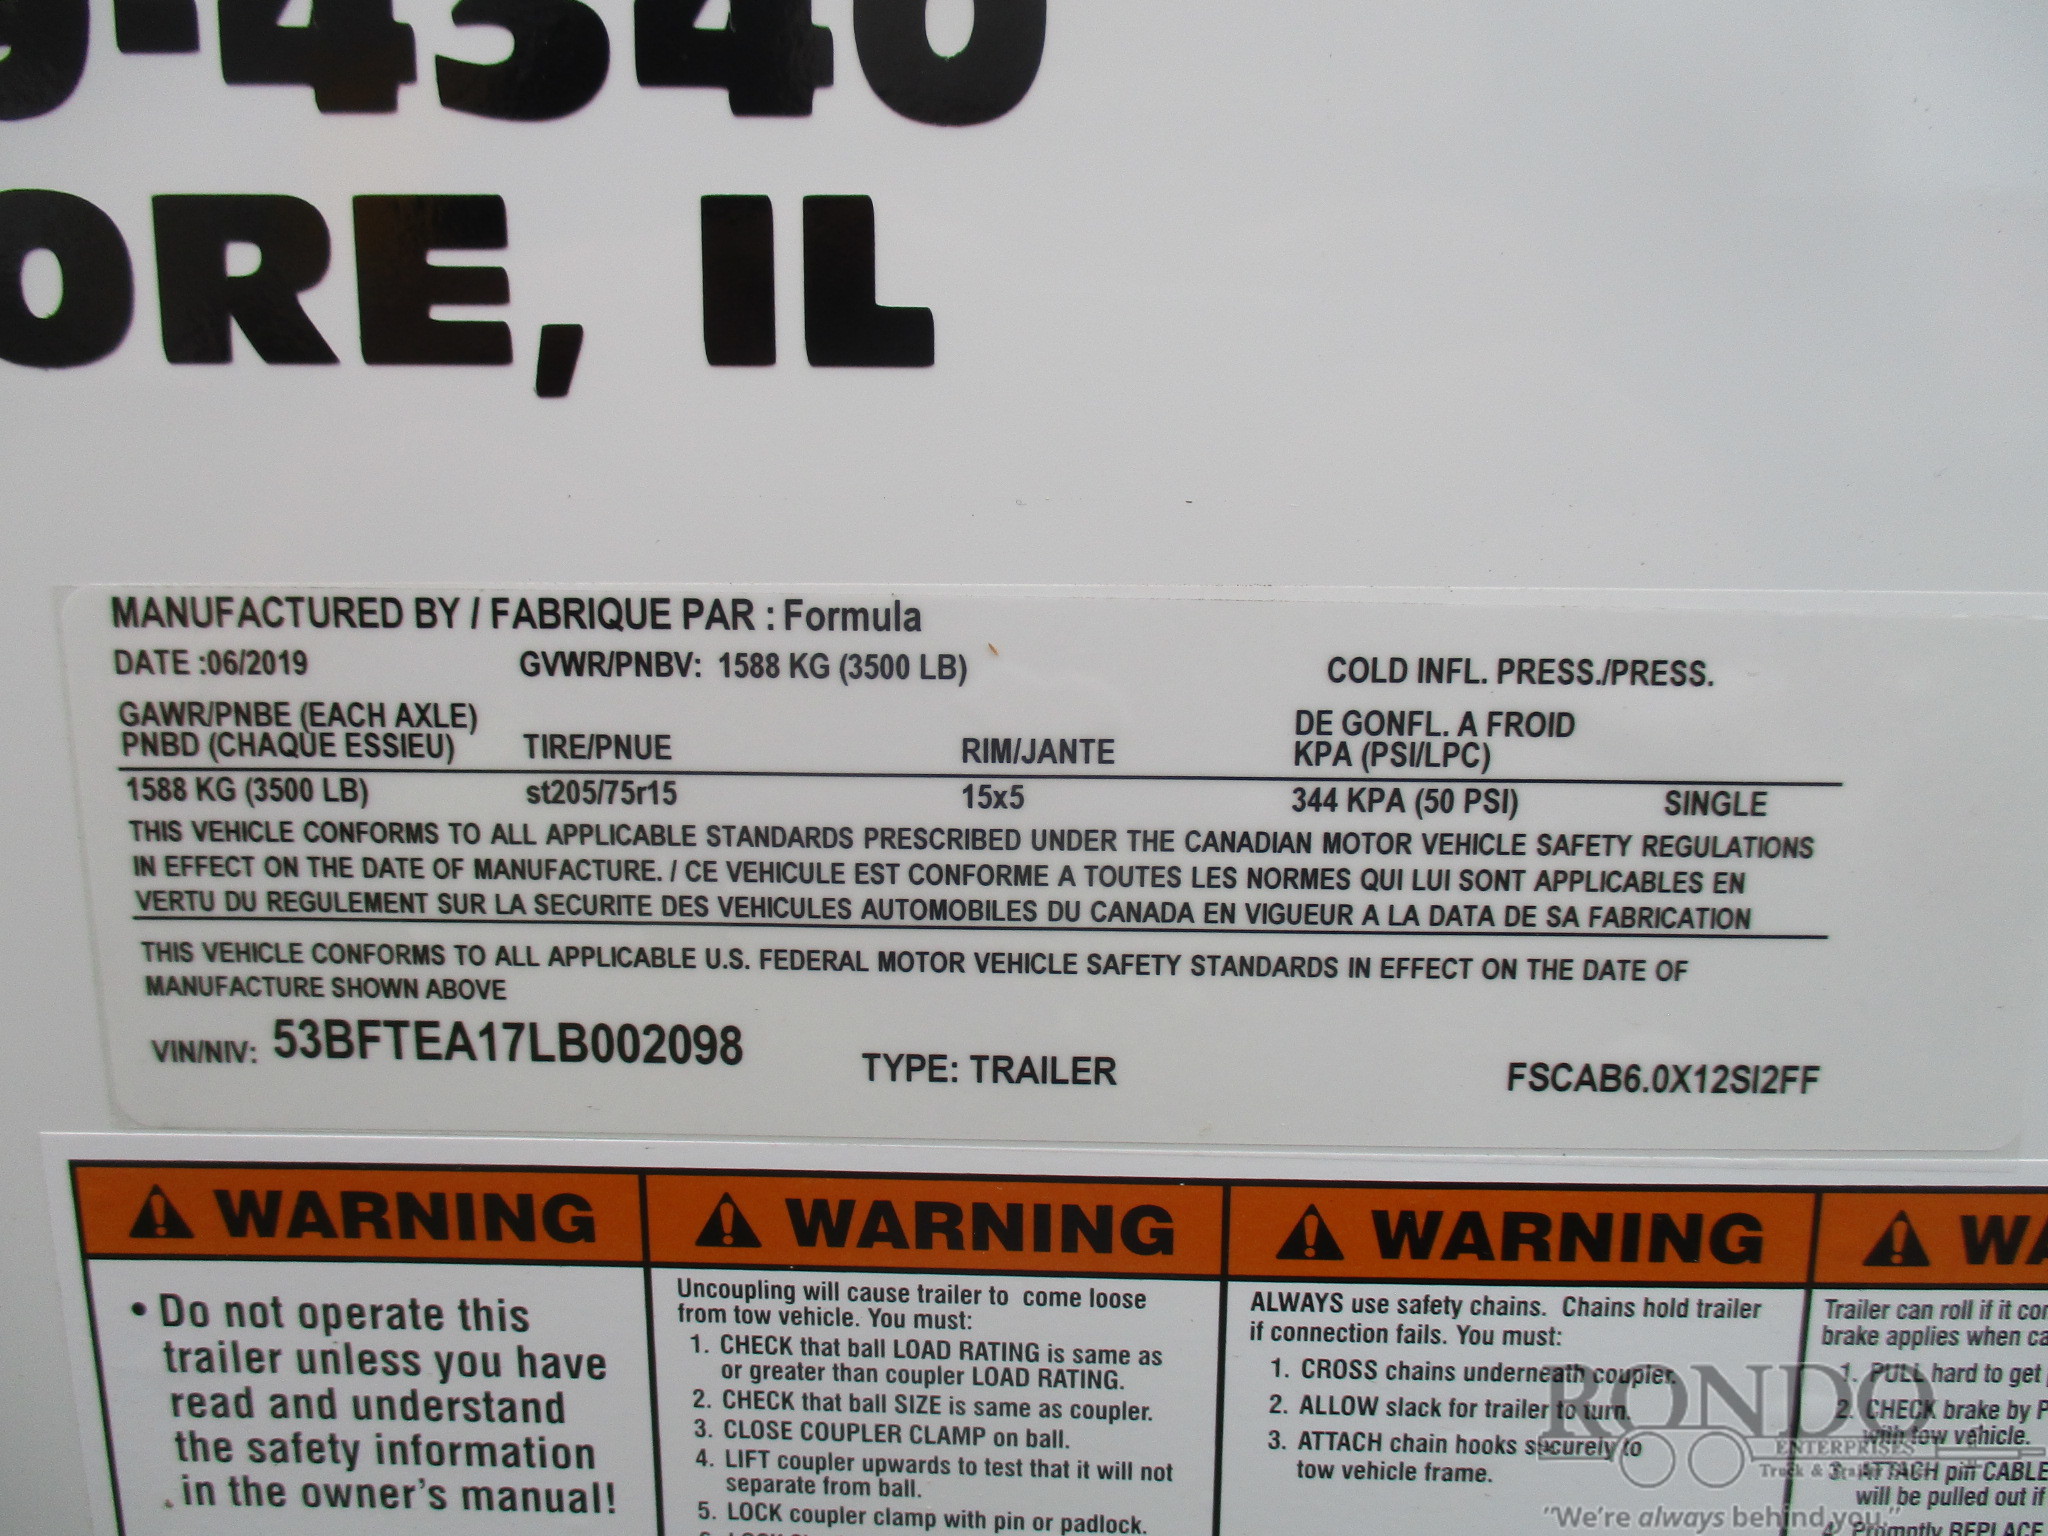 9-4340
ORE, IL
MANUFACTURED BY / FABRIQUE PAR : Formula
DATE :06/2019 GVWR/PNBV: 1588 KG (3500 LB) COLD INFL. PRESS./PRESS.
GAWR/PNBE (EACH AXLE) DE GONFL. A FROID
PNBD (CHAQUE ESSIEU) TIRE/PNUE RIM/JANTE KPA (PSI/LPC)
1588 KG (3500 LB) st205/75r15 15x5 344 KPA (50 PSI) SINGLE
THIS VEHICLE CONFORMS TO ALL APPLICABLE STANDARDS PRESCRIBED UNDER THE CANADIAN MOTOR VEHICLE SAFETY REGULATIONS
IN EFFECT ON THE DATE OF MANUFACTURE. / CE VEHICULE EST CONFORME A TOUTES LES NORMES QUI LUI SONT APPLICABLES EN
VERTU DU REGULEMENT SUR LA SECURITE DES VEHICULES AUTOMOBILES DU CANADA EN VIGUEUR A LA DATA DE SA FABRICATION
THIS VEHICLE CONFORMS TO ALL APPLICABLE U.S. FEDERAL MOTOR VEHICLE SAFETY STANDARDS IN EFFECT ON THE DATE OF
MANUFACTURE SHOWN ABOVE
VIN/NIV: 53BFTEA17LB002098 TYPE: TRAILER FSCAB6.0X12SI2FF
WARNING
• Do not operate this
trailer unless you have
read and understand
the safety information
in the owner's manual!
WARNING
Uncoupling will cause trailer to come loose
from tow vehicle. You must:
1. CHECK that ball LOAD RATING is same as
or greater than coupler LOAD RATING.
2. CHECK that ball SIZE is same as coupler.
3. CLOSE COUPLER CLAMP on ball.
4. LIFT coupler upwards to test that it will not
separate from ball.
5. LOCK coupler clamp with pin or padlock.
WARNING
ALWAYS use safety chains. Chains hold trailer
if connection fails. You must:
1. CROSS chains underneath coupler.
2. ALLOW slack for trailer to turn.
3. ATTACH chain hooks securely to
tow vehicle frame.
WA
Trailer can roll if it co
brake applies when ca
1. PULL hard to get
2. CHECK brake by P
with tow vehicle.
3. ATTACH pin CABLE
will be pulled out if
4. Promptly REPLACE
RONDO
ENTERPRISES
Truck & Trailer
"We're always behind you."